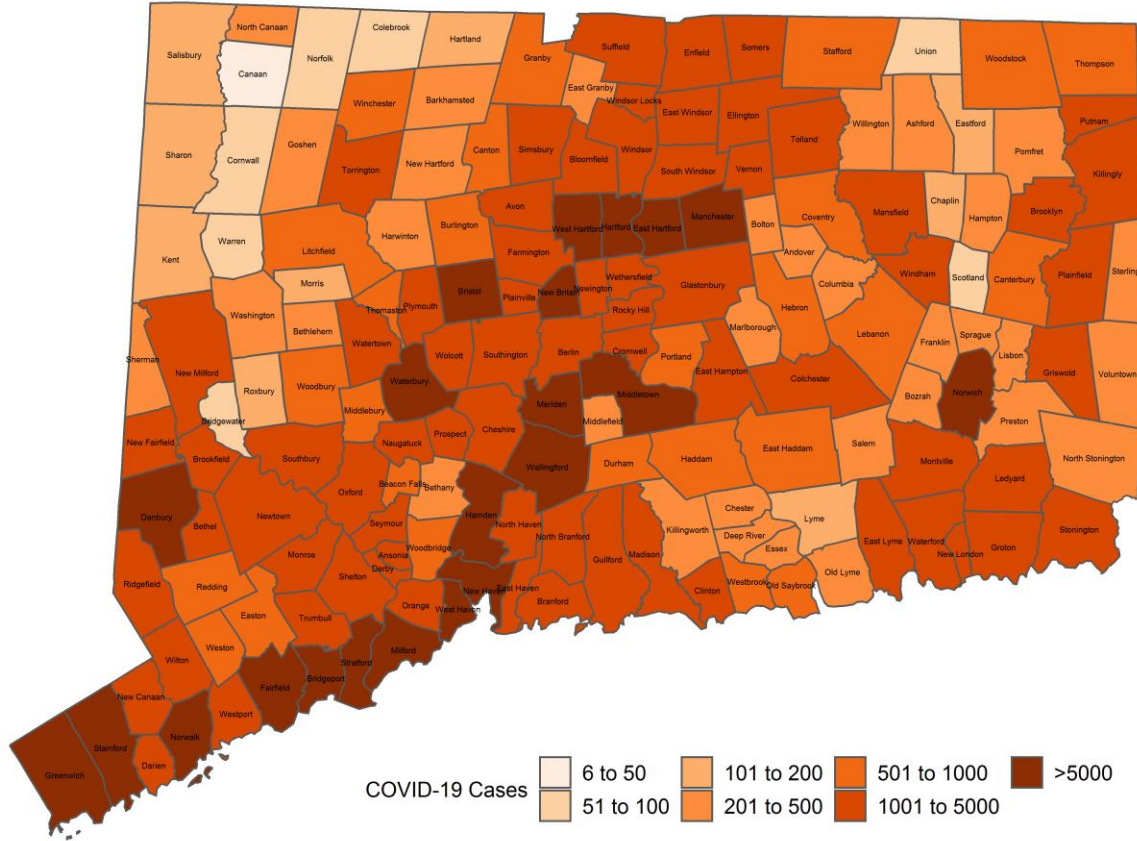 North Canaan
Colebrook
Hartland
Salisbury
Norfolk
Canaan
Granby
Suffield
Enfield
Somers
Stafford
Union
Woodstock
Thompson
Winchester
Barkhamsted
East Granby
Windsor Locks
East Windsor
Ellington
Willington
Ashford
Eastford
Putnam
Sharon
Cornwall
Goshen
Torrington
New Hartford
Canton
Simsbury
Bloomfield
Windsor
South Windsor
Vernon
Tolland
Pomfret
Killingly
Avon
West Hartford
Hartford
East Hartford
Manchester
Bolton
Coventry
Mansfield
Chaplin
Hampton
Brooklyn
Kent
Warren
Litchfield
Harwinton
Burlington
Farmington
Andover
Columbia
Windham
Scotland
Canterbury
Plainfield
Sterling
Morris
Thomaston
Plymouth
Bristol
Plainville
New Britain
Newington
Wethersfield
Rocky Hill
Glastonbury
Hebron
Marlborough
Lebanon
Franklin
Sprague
Lisbon
Griswold
Voluntown
Washington
Bethlehem
Watertown
Wolcott
Southington
Berlin
Cromwell
Portland
East Hampton
Colchester
Bozrah
Norwich
Preston
Sherman
New Milford
Roxbury
Woodbury
Middlebury
Waterbury
Meriden
Middletown
Middlefield
Bridgewater
Naugatuck
Prospect
Cheshire
Wallingford
Durham
Haddam
East Haddam
Salem
Montville
Ledyard
North Stonington
New Fairfield
Brookfield
Southbury
Oxford
Beacon Falls
Bethany
Hamden
Danbury
Bethel
Newtown
Seymour
Woodbridge
North Haven
North Branford
Guilford
Madison
Killingworth
Chester
Deep River
Essex
Lyme
East Lyme
Waterford
New London
Groton
Stonington
Ridgefield
Redding
Monroe
Ansonia
Derby
Shelton
New Haven
East Haven
Branford
Clinton
Westbrook
Old Saybrook
Old Lyme
Easton
Trumbull
Orange
West Haven
Weston
Wilton
Stratford
Milford
New Canaan
Westport
Fairfield
Bridgeport
Greenwich
Stamford
Norwalk
Darien
COVID-19 Cases
6 to 50
101 to 200
501 to 1000
>5000
51 to 100
201 to 500
1001 to 5000